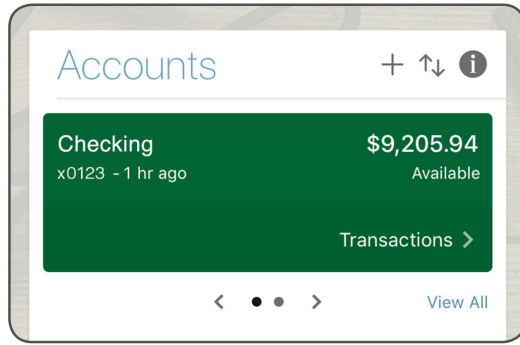 Accounts
Checking $9,205.94
x0123 - 1 hr ago Available
Transactions
View All